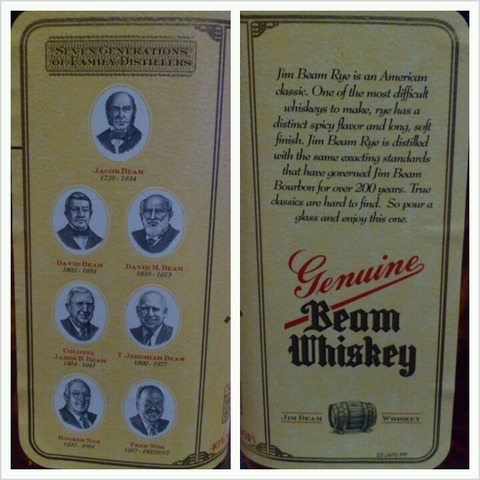 Seven Generations
of Family Distillers
Jacob Beam
1770 - 1834
David Beam
1802 - 1854
David M. Beam
1833 - 1913
Colonel
James B. Beam
1864 - 1947
T. Jeremiah Beam
1899 - 1977
Booker Noe
1929 - 2004
Fred Noe
1957 - Present
Jim Beam Rye is an American
classic. One of the most difficult
whiskeys to make, rye has a
distinct spicy flavor and long, soft
finish. Jim Beam Rye is distilled
with the same exacting standards
that have governed Jim Beam
Bourbon for over 200 years. True
classics are hard to find. So pour a
glass and enjoy this one.
Genuine
Beam
Whiskey
Jim Beam Whiskey